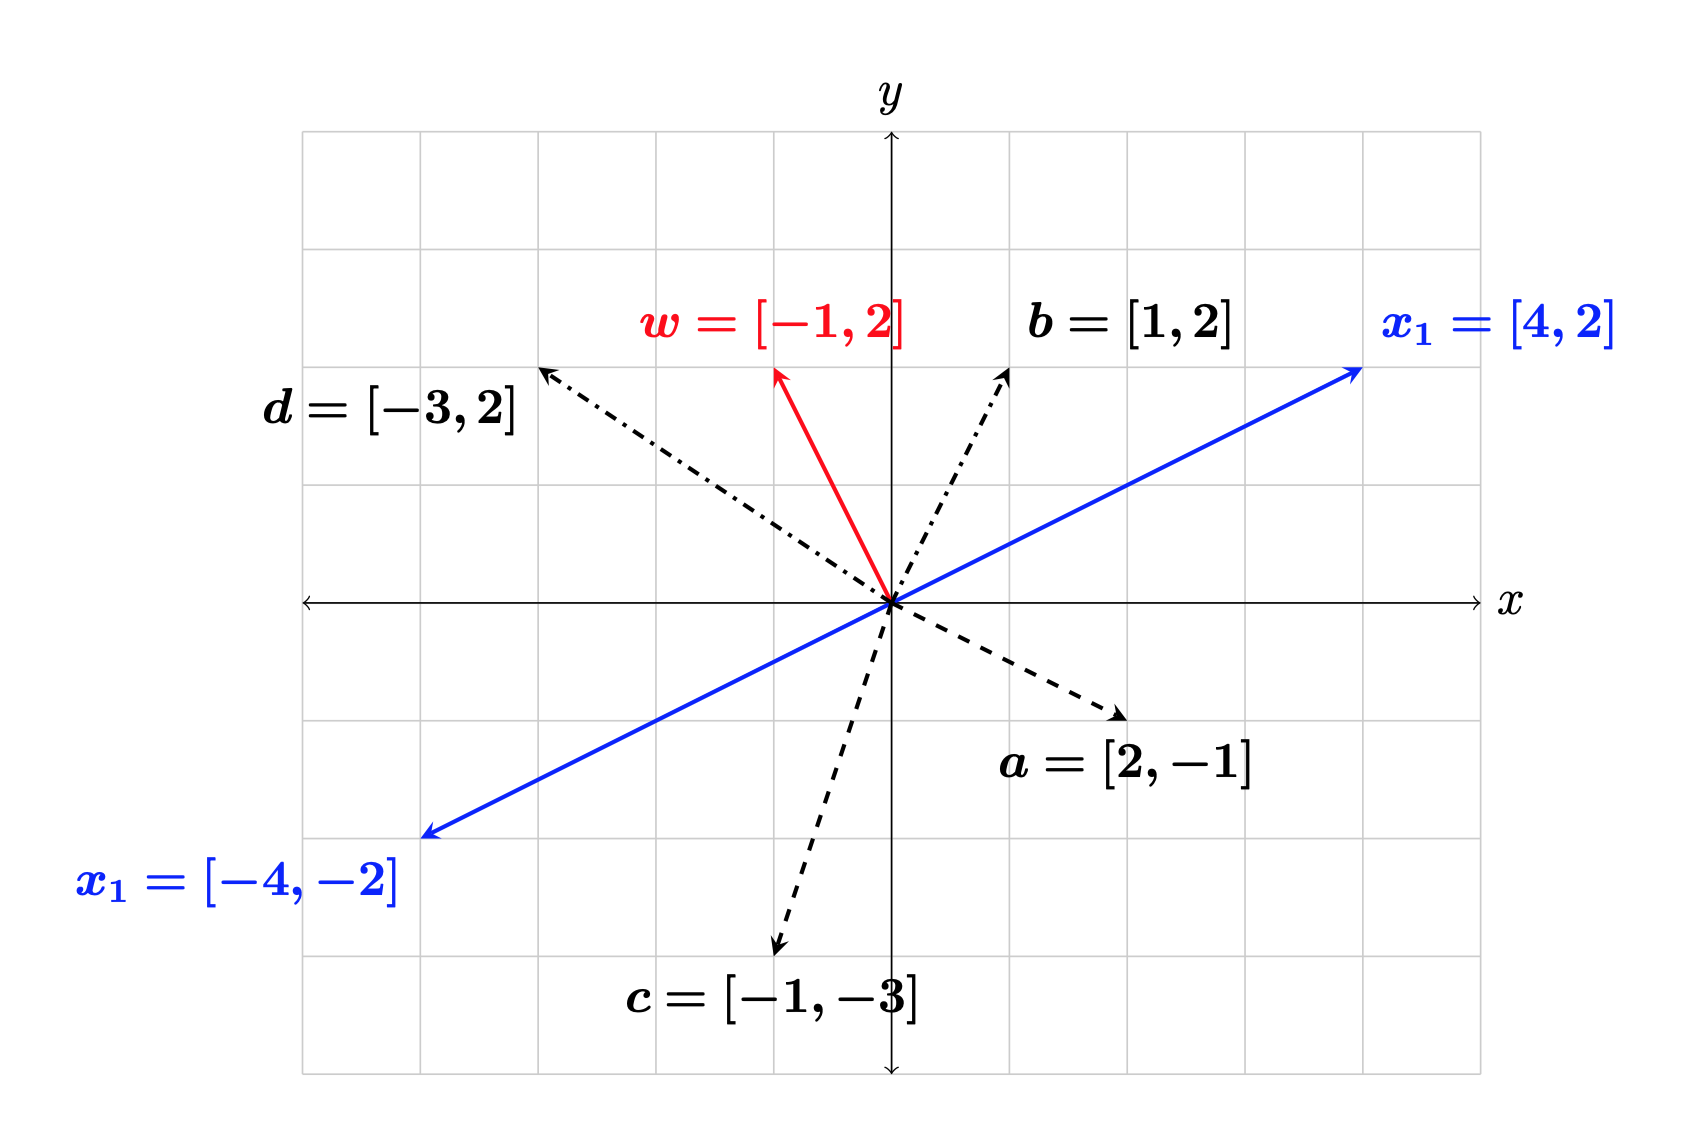 y
w = [−1, 2]
b = [1, 2]
x₁ = [4, 2]
d = [−3, 2]
x
a = [2, −1]
x₁ = [−4, −2]
c = [−1, −3]